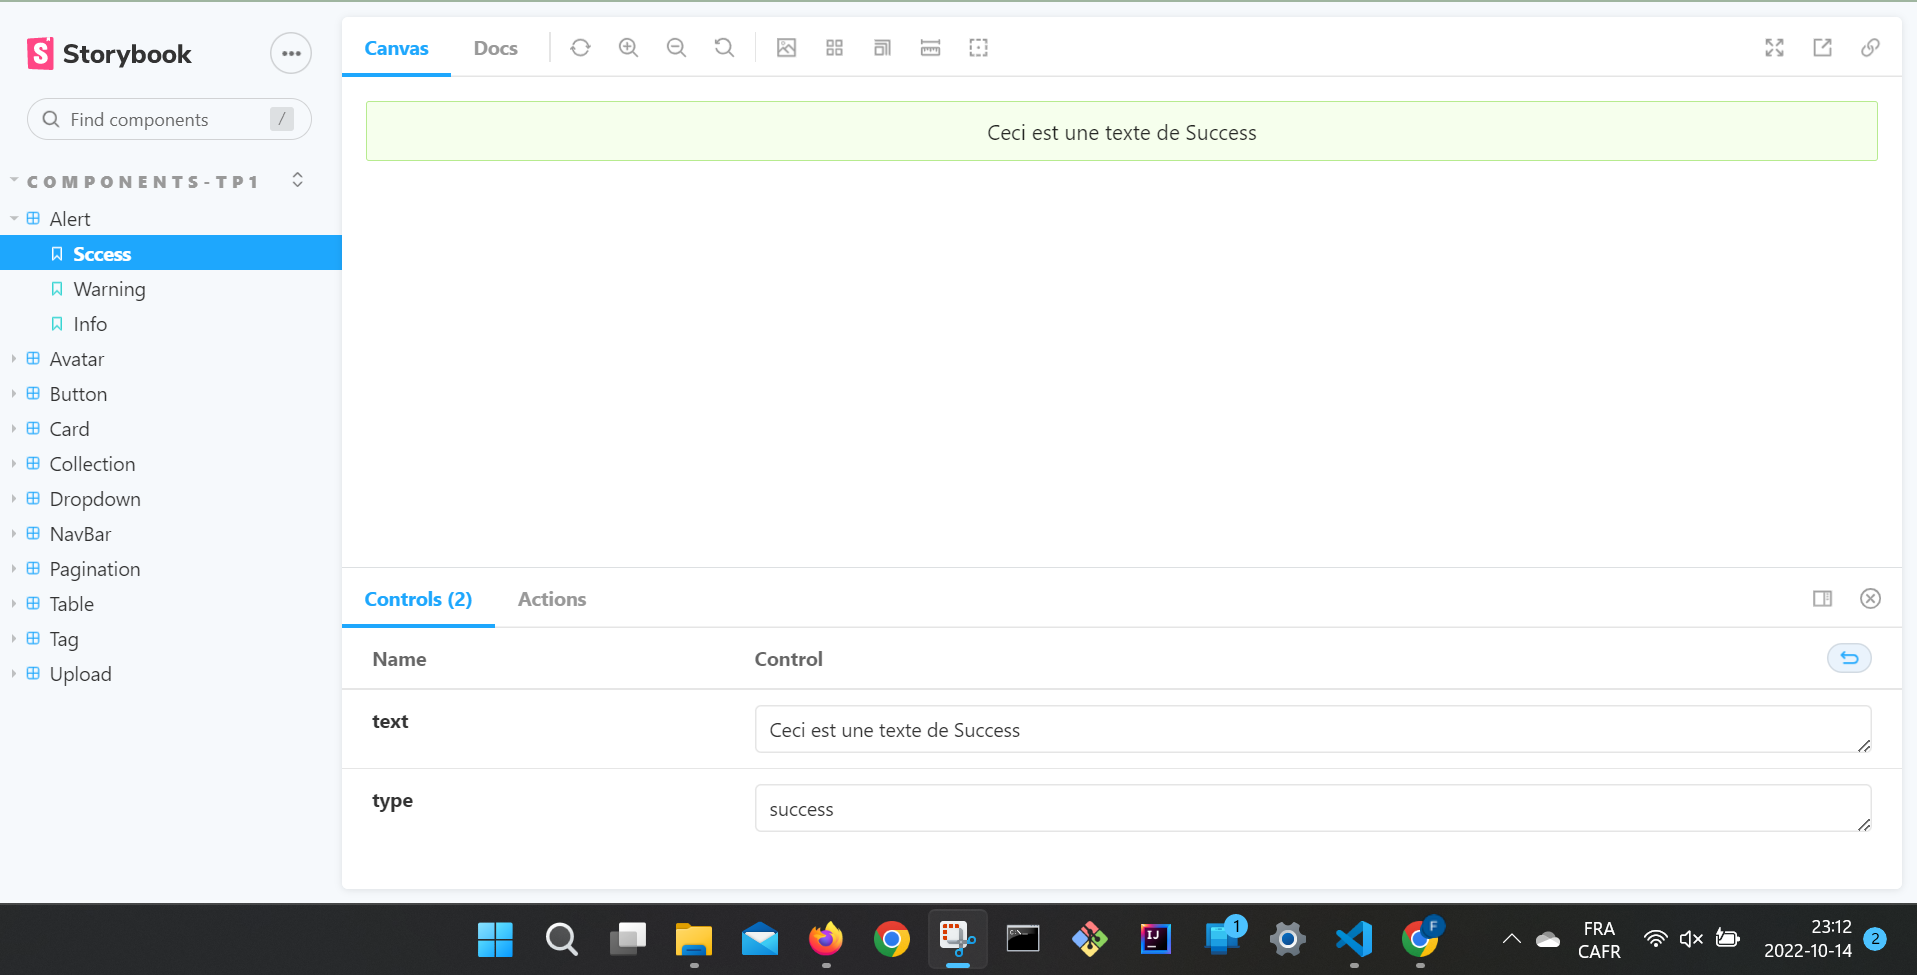 Storybook
Find components /
COMPONENTS-TP1
Alert
Sccess
Warning
Info
Avatar
Button
Card
Collection
Dropdown
NavBar
Pagination
Table
Tag
Upload
Canvas Docs
Ceci est une texte de Success
Controls (2) Actions
Name Control
text Ceci est une texte de Success
type success
1
F
FRA
CAFR
23:12
2022-10-14
2